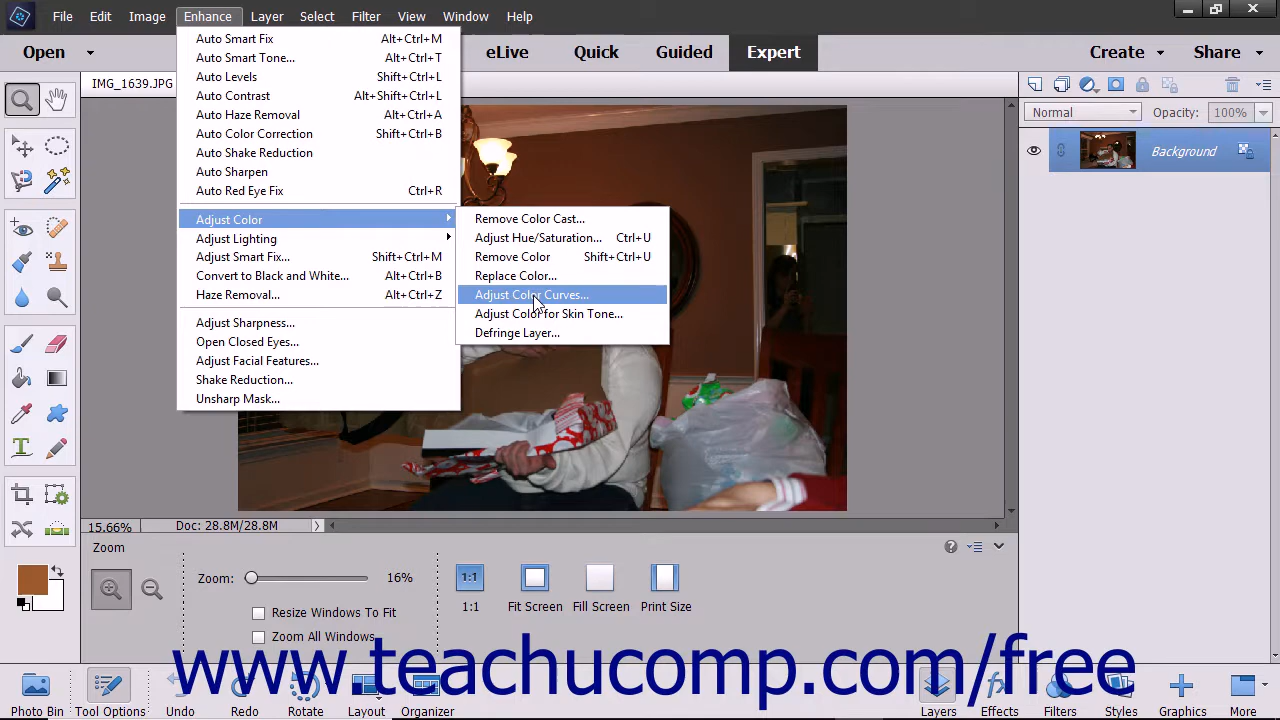 File Edit Image Enhance Layer Select Filter View Window Help
Open eLive Quick Guided Expert Create Share
IMG_1639.JPG
Auto Smart Fix Alt+Ctrl+M
Auto Smart Tone... Alt+Ctrl+T
Auto Levels Shift+Ctrl+L
Auto Contrast Alt+Shift+Ctrl+L
Auto Haze Removal Alt+Ctrl+A
Auto Color Correction Shift+Ctrl+B
Auto Shake Reduction
Auto Sharpen
Auto Red Eye Fix Ctrl+R
Adjust Color
Adjust Lighting
Adjust Smart Fix... Shift+Ctrl+M
Convert to Black and White... Alt+Ctrl+B
Haze Removal... Alt+Ctrl+Z
Adjust Sharpness...
Open Closed Eyes...
Adjust Facial Features...
Shake Reduction...
Unsharp Mask...
Remove Color Cast...
Adjust Hue/Saturation... Ctrl+U
Remove Color Shift+Ctrl+U
Replace Color...
Adjust Color Curves...
Adjust Color for Skin Tone...
Defringe Layer...
Normal Opacity: 100%
Background
15.66% Doc: 28.8M/28.8M
Zoom
Zoom: 16%
1:1
1:1 Fit Screen Fill Screen Print Size
Resize Windows To Fit
Zoom All Windows
www.teachucomp.com/free
Photo Bin Tool Options Undo Redo Rotate Layout Organizer Layers Effects Filters Styles Graphics More